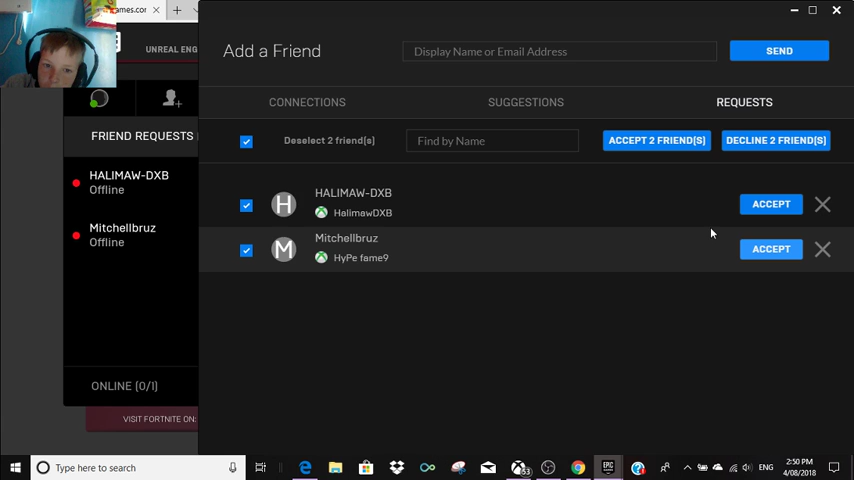 ames.com
UNREAL ENG
Add a Friend
Display Name or Email Address
SEND
CONNECTIONS
SUGGESTIONS
REQUESTS
FRIEND REQUESTS
Deselect 2 friend(s)
Find by Name
ACCEPT 2 FRIEND(S)
DECLINE 2 FRIEND(S)
HALIMAW-DXB
Offline
Mitchellbruz
Offline
H
HALIMAW-DXB
HalimawDXB
ACCEPT
M
Mitchellbruz
HyPe fame9
ACCEPT
ONLINE (0/1)
VISIT FORTNITE ON:
Type here to search
53
EPIC
ENG
2:50 PM
4/08/2018